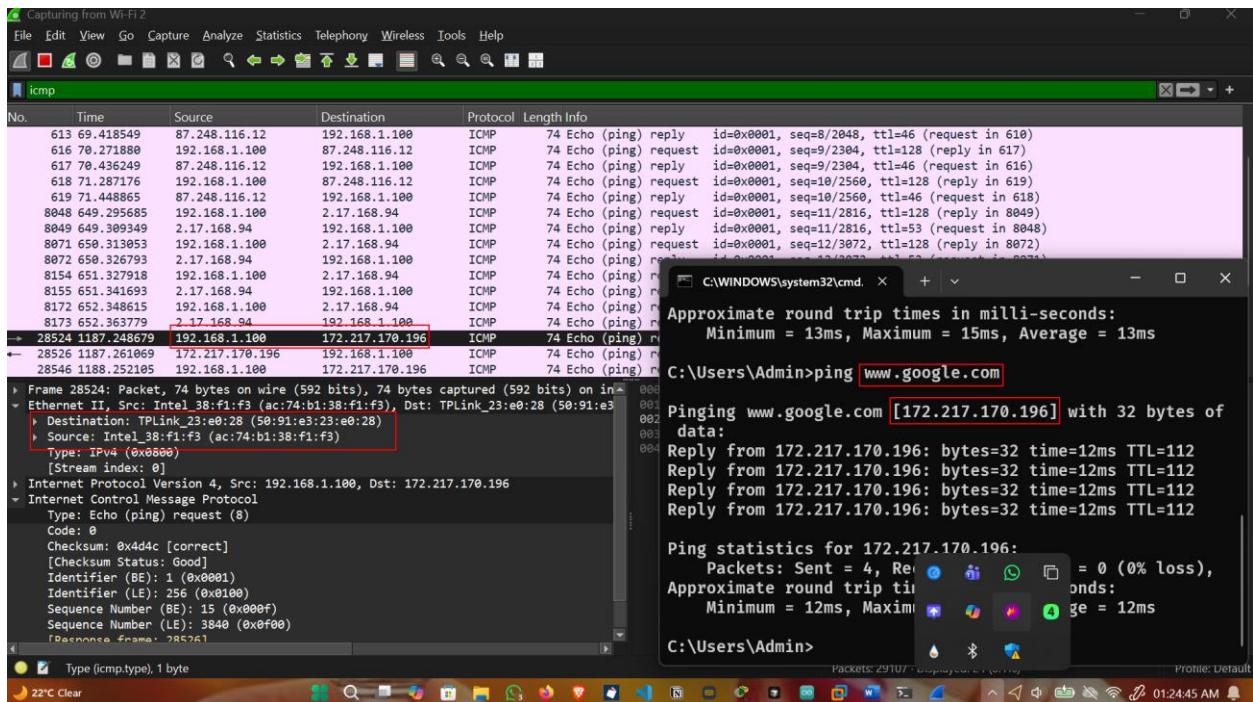 Capturing from Wi-Fi 2
File Edit View Go Capture Analyze Statistics Telephony Wireless Tools Help
icmp
No. Time Source Destination Protocol Length Info
613 69.418549 87.248.116.12 192.168.1.100 ICMP 74 Echo (ping) reply id=0x0001, seq=8/2048, ttl=46 (request in 610)
616 70.271880 192.168.1.100 87.248.116.12 ICMP 74 Echo (ping) request id=0x0001, seq=9/2304, ttl=128 (reply in 617)
617 70.436249 87.248.116.12 192.168.1.100 ICMP 74 Echo (ping) reply id=0x0001, seq=9/2304, ttl=46 (request in 616)
618 71.287176 192.168.1.100 87.248.116.12 ICMP 74 Echo (ping) request id=0x0001, seq=10/2560, ttl=128 (reply in 619)
619 71.448865 87.248.116.12 192.168.1.100 ICMP 74 Echo (ping) reply id=0x0001, seq=10/2560, ttl=46 (request in 618)
8048 649.295685 192.168.1.100 2.17.168.94 ICMP 74 Echo (ping) request id=0x0001, seq=11/2816, ttl=128 (reply in 8049)
8049 649.309349 2.17.168.94 192.168.1.100 ICMP 74 Echo (ping) reply id=0x0001, seq=11/2816, ttl=53 (request in 8048)
8071 650.313053 192.168.1.100 2.17.168.94 ICMP 74 Echo (ping) request id=0x0001, seq=12/3072, ttl=128 (reply in 8072)
8072 650.326793 2.17.168.94 192.168.1.100 ICMP 74 Echo (ping)
8154 651.327918 192.168.1.100 2.17.168.94 ICMP 74 Echo (ping)
8155 651.341693 2.17.168.94 192.168.1.100 ICMP 74 Echo (ping)
8172 652.348615 192.168.1.100 2.17.168.94 ICMP 74 Echo (ping)
8173 652.363779 2.17.168.94 192.168.1.100 ICMP 74 Echo (ping)
28524 1187.248679 192.168.1.100 172.217.170.196 ICMP 74 Echo (ping)
28526 1187.261069 172.217.170.196 192.168.1.100 ICMP 74 Echo (ping)
28546 1188.252105 192.168.1.100 172.217.170.196 ICMP 74 Echo (ping)
Frame 28524: Packet, 74 bytes on wire (592 bits), 74 bytes captured (592 bits) on in
Ethernet II, Src: Intel_38:f1:f3 (ac:74:b1:38:f1:f3), Dst: TPLink_23:e0:28 (50:91:e3
Destination: TPLink_23:e0:28 (50:91:e3:23:e0:28)
Source: Intel_38:f1:f3 (ac:74:b1:38:f1:f3)
Type: IPv4 (0x0800)
[Stream index: 0]
Internet Protocol Version 4, Src: 192.168.1.100, Dst: 172.217.170.196
Internet Control Message Protocol
Type: Echo (ping) request (8)
Code: 0
Checksum: 0x4d4c [correct]
[Checksum Status: Good]
Identifier (BE): 1 (0x0001)
Identifier (LE): 256 (0x0100)
Sequence Number (BE): 15 (0x000f)
Sequence Number (LE): 3840 (0x0f00)
[Response frame: 28526]
C:\WINDOWS\system32\cmd.
Approximate round trip times in milli-seconds:
Minimum = 13ms, Maximum = 15ms, Average = 13ms
C:\Users\Admin>ping www.google.com
Pinging www.google.com [172.217.170.196] with 32 bytes of
data:
Reply from 172.217.170.196: bytes=32 time=12ms TTL=112
Reply from 172.217.170.196: bytes=32 time=12ms TTL=112
Reply from 172.217.170.196: bytes=32 time=12ms TTL=112
Reply from 172.217.170.196: bytes=32 time=12ms TTL=112
Ping statistics for 172.217.170.196:
Packets: Sent = 4, Re = 0 (0% loss),
Approximate round trip ti onds:
Minimum = 12ms, Maxim ge = 12ms
C:\Users\Admin>
4
Type (icmp.type), 1 byte
Packets: 29107
Profile: Default
22°C Clear
01:24:45 AM